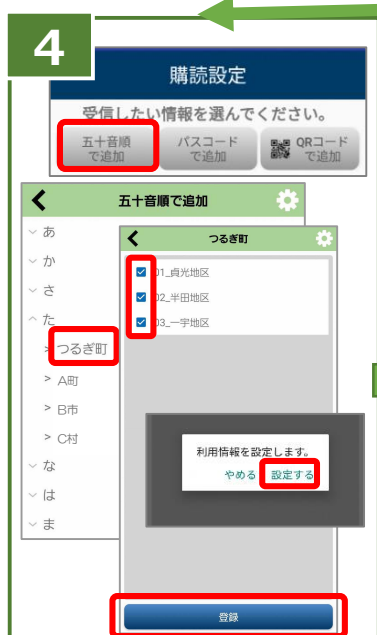 4
購読設定
受信したい情報を選んでください。
五十音順
で追加
パスコード
で追加
QRコード
で追加
五十音順で追加
あ
か
さ
た
つるぎ町
A町
B市
C村
な
は
ま
つるぎ町
01_貞光地区
02_半田地区
03_一宇地区
利用情報を設定します。
やめる 設定する
登録